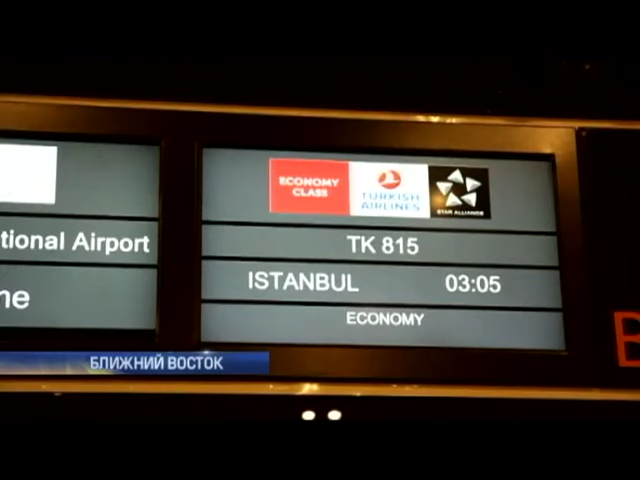 ECONOMY
CLASS
TURKISH
AIRLINES
STAR ALLIANCE
tional Airport
TK 815
ne
ISTANBUL 03:05
ECONOMY
БЛИЖНИЙ ВОСТОК